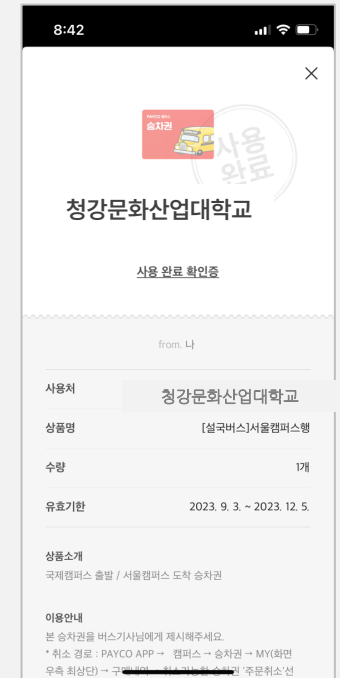 8:42
PAYCO 버스
승차권
사용
완료
청강문화산업대학교
사용 완료 확인증
from. 나
사용처 청강문화산업대학교
상품명 [설국버스]서울캠퍼스행
수량 1개
유효기한 2023. 9. 3. ~ 2023. 12. 5.
상품소개
국제캠퍼스 출발 / 서울캠퍼스 도착 승차권
이용안내
본 승차권을 버스기사님에게 제시해주세요.
* 취소 경로 : PAYCO APP → 캠퍼스 → 승차권 → MY(화면
우측 최상단) → 구매내역 → 취소가능한 승차권 '주문취소'선